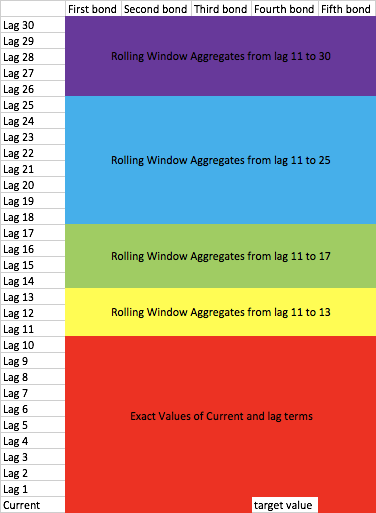 First bond Second bond Third bond Fourth bond Fifth bond
Lag 30
Lag 29
Lag 28 Rolling Window Aggregates from lag 11 to 30
Lag 27
Lag 26
Lag 25
Lag 24
Lag 23
Lag 22
Rolling Window Aggregates from lag 11 to 25
Lag 21
Lag 20
Lag 19
Lag 18
Lag 17
Lag 16
Rolling Window Aggregates from lag 11 to 17
Lag 15
Lag 14
Lag 13
Lag 12 Rolling Window Aggregates from lag 11 to 13
Lag 11
Lag 10
Lag 9
Lag 8
Lag 7
Lag 6
Exact Values of Current and lag terms
Lag 5
Lag 4
Lag 3
Lag 2
Lag 1
Current target value